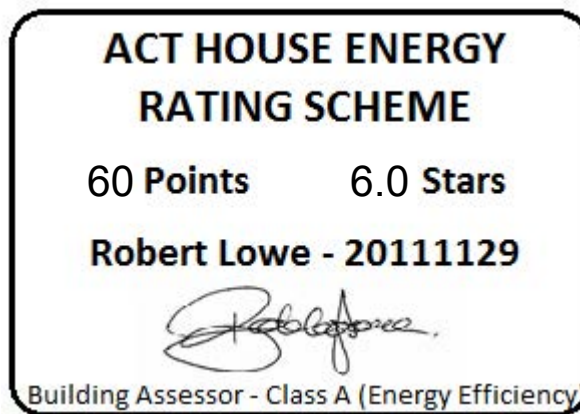 ACT HOUSE ENERGY
RATING SCHEME
60 Points 6.0 Stars
Robert Lowe - 20111129
Building Assessor - Class A (Energy Efficiency)